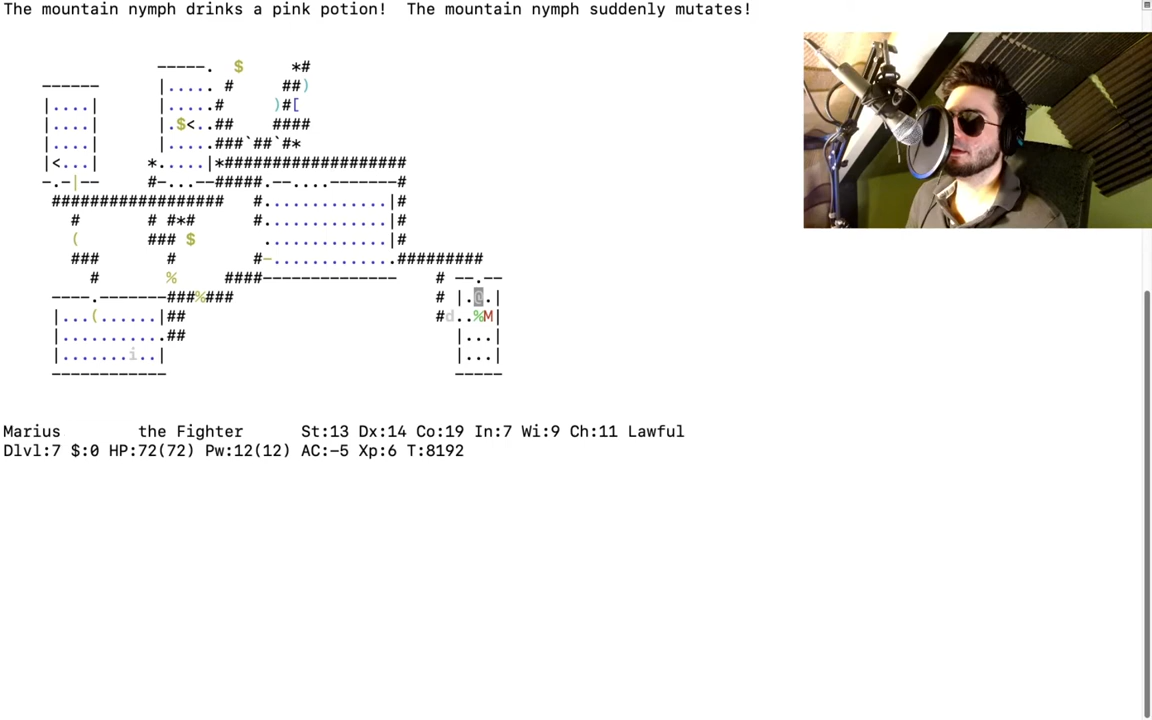 The mountain nymph drinks a pink potion!  The mountain nymph suddenly mutates!
-----.  $     *#
------      |..... #     ##)
|....|      |.....#     )#[
|....|      |.$<..##    ####
|....|      |.....###`##`#*
|<...|     *.....|*###################
-.-|--     #-...--#####.--....-------#
##################   #.............|#
#       # #*#      #.............|#
(       ### $       .............|#
###       #        #-.............#########
#       %     ####--------------       # --.--
----.-------###%###                     # |.@.|
|...(......|##                          #d..%M|
|...........##                              |...|
|........i..|                               |...|
------------                              -----
Marius         the Fighter      St:13 Dx:14 Co:19 In:7 Wi:9 Ch:11 Lawful
Dlvl:7 $:0 HP:72(72) Pw:12(12) AC:-5 Xp:6 T:8192